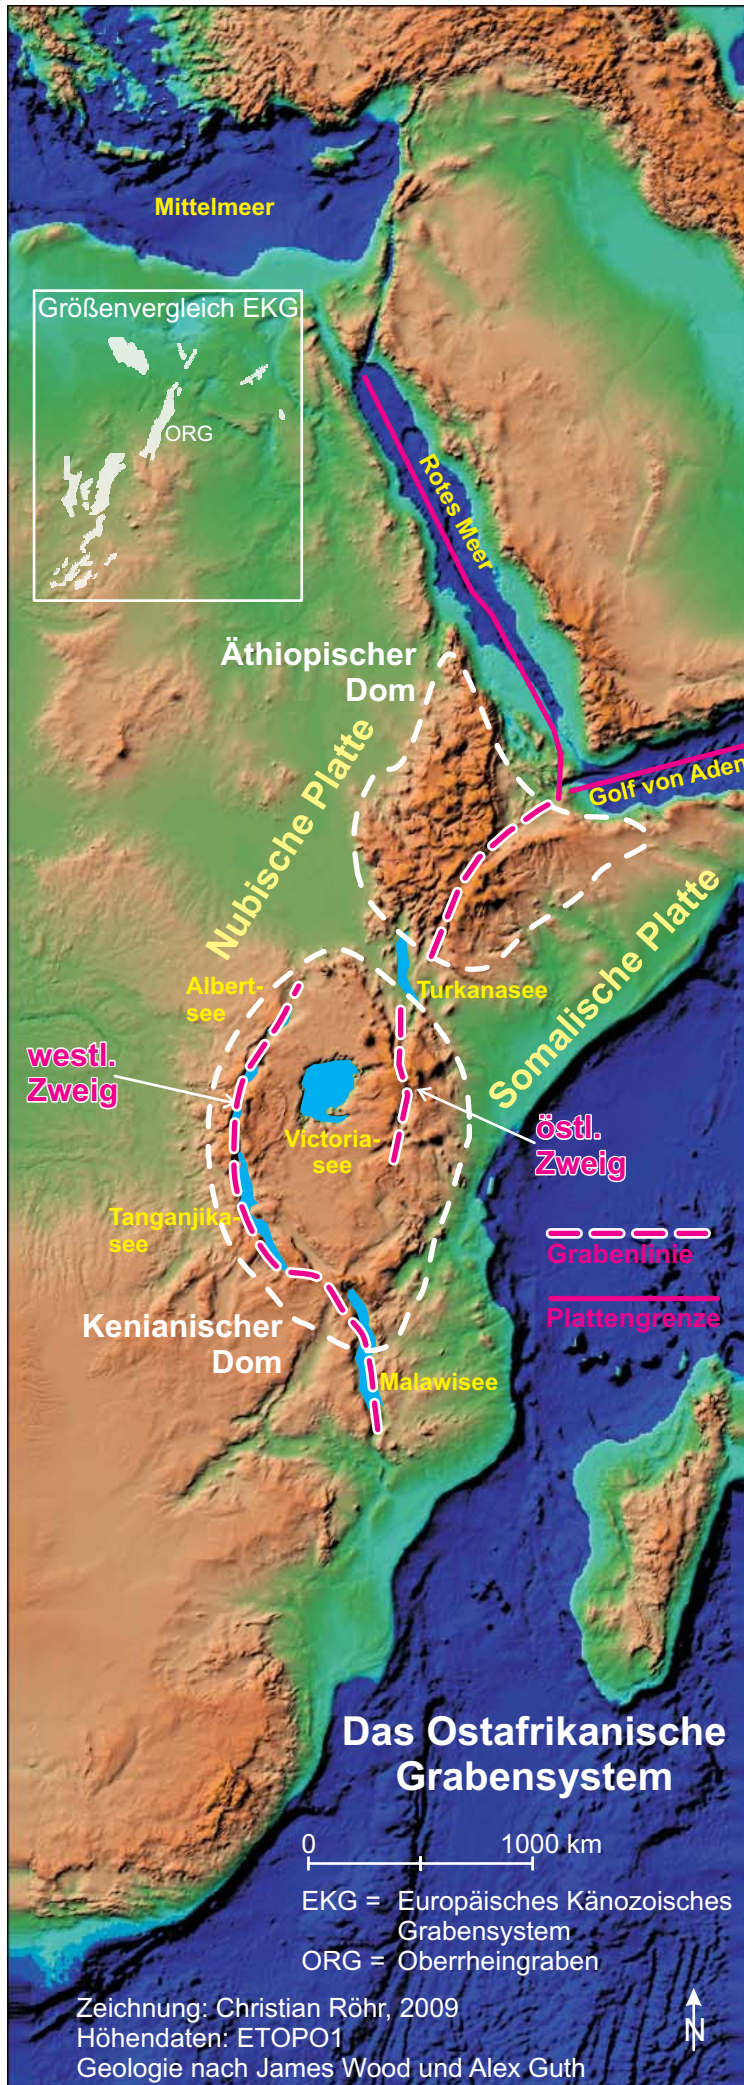 Mittelmeer
Größenvergleich EKG
ORG
Rotes Meer
Äthiopischer
Dom
Nubische Platte
Golf von Aden
Somalische Platte
Albert-
see
Turkanasee
westl.
Zweig
Victoria-
see
östl.
Zweig
Tanganjika-
see
Grabenlinie
Plattengrenze
Kenianischer
Dom
Malawisee
Das Ostafrikanische
Grabensystem
0 1000 km
EKG = Europäisches Känozoisches
Grabensystem
ORG = Oberrheingraben
Zeichnung: Christian Röhr, 2009
Höhendaten: ETOPO1
Geologie nach James Wood und Alex Guth
N